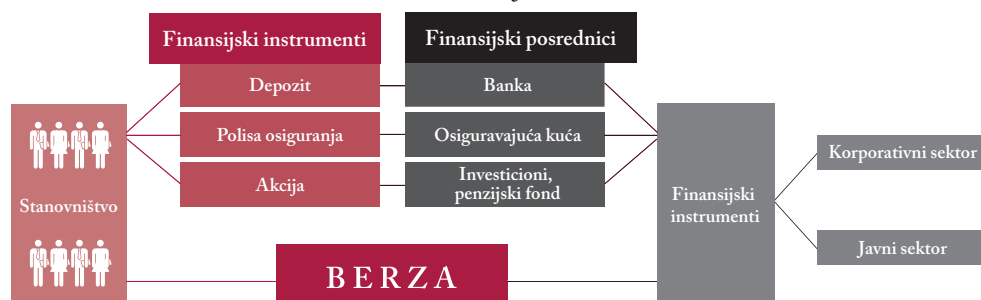 Finansijski instrumenti
Finansijski posrednici
Depozit
Banka
Polisa osiguranja
Osiguravajuća kuća
Akcija
Investicioni,
penzijski fond
Stanovništvo
Finansijski
instrumenti
Korporativni sektor
Javni sektor
BERZA